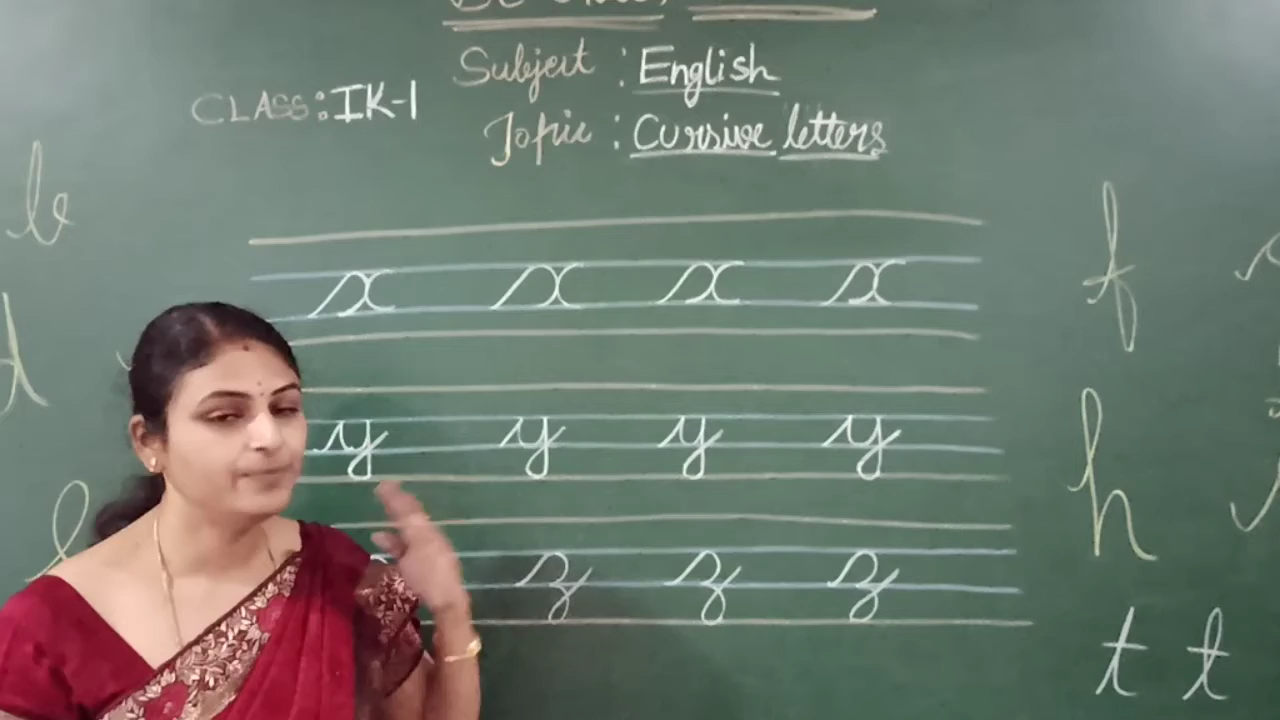 Subject : English
CLASS: IK-1
Topic : Cursive letters
b
f
x x x x
d
y y y y
h
l
z z z
t t